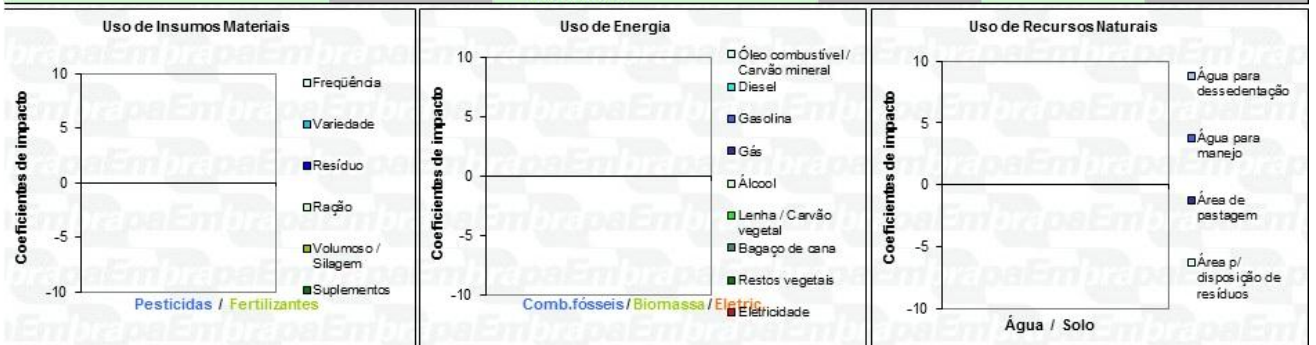 Uso de Insumos Materiais
Coeficientes de impacto
10
5
0
-5
-10
Freqüência
Variedade
Resíduo
Ração
Volumoso /
Silagem
Suplementos
Pesticidas / Fertilizantes
Uso de Energia
Coeficientes de impacto
10
5
0
-5
-10
Óleo combustível /
Carvão mineral
Diesel
Gasolina
Gás
Álcool
Lenha / Carvão
vegetal
Bagaço de cana
Restos vegetais
Eletricidade
Comb.fósseis / Biomassa / Eletric.
Uso de Recursos Naturais
Coeficientes de impacto
10
5
0
-5
-10
Água para
dessedentação
Água para
manejo
Área de
pastagem
Área p/
disposição de
resíduos
Água / Solo